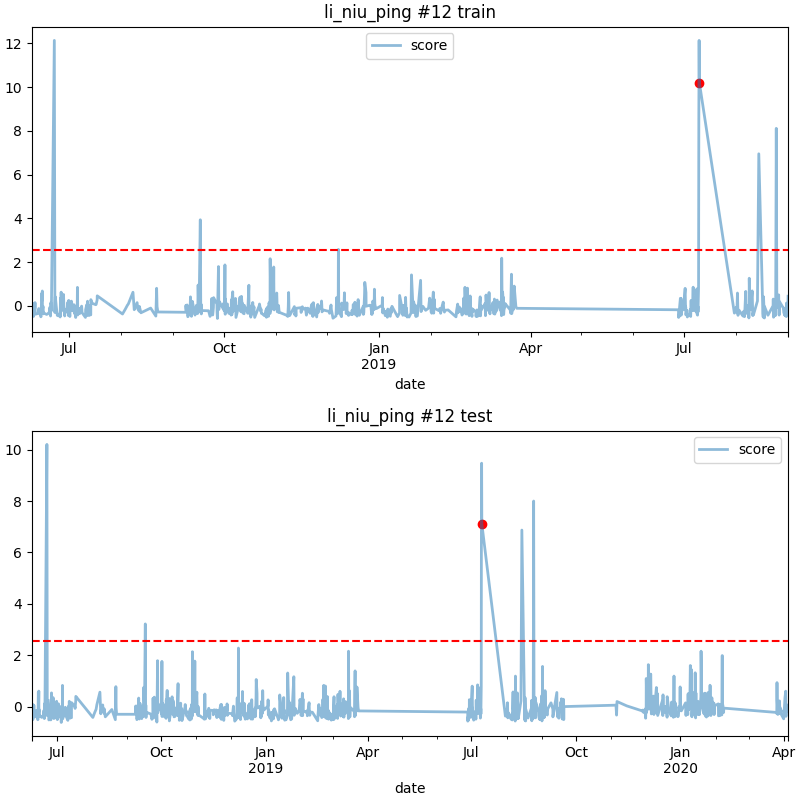 li_niu_ping #12 train
score
12
10
8
6
4
2
0
Jul Oct Jan Apr Jul
2019
date
li_niu_ping #12 test
score
10
8
6
4
2
0
Jul Oct Jan Apr Jul Oct Jan Apr
2019 2020
date